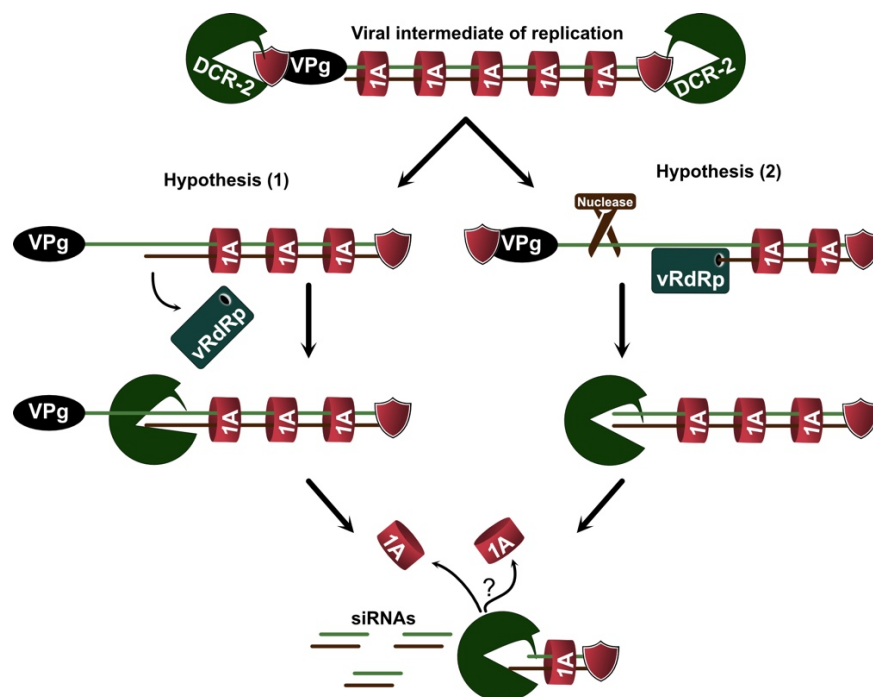 Viral intermediate of replication
DCR-2 VPg 1A 1A 1A 1A 1A DCR-2
Hypothesis (1)
Hypothesis (2)
Nuclease
VPg 1A 1A 1A
VPg 1A 1A
vRdRp
vRdRp
VPg 1A 1A 1A
1A 1A 1A
1A 1A
?
siRNAs
1A